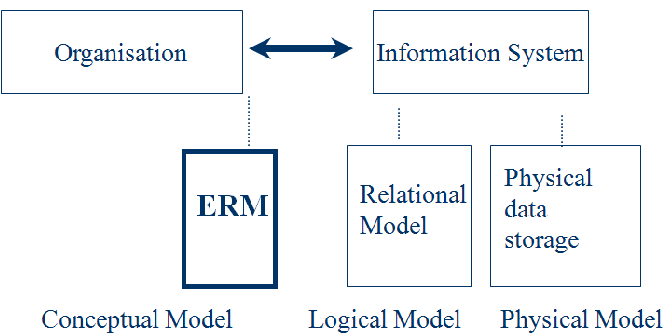 Organisation
Information System
ERM
Relational
Model
Physical
data
storage
Conceptual Model
Logical Model
Physical Model